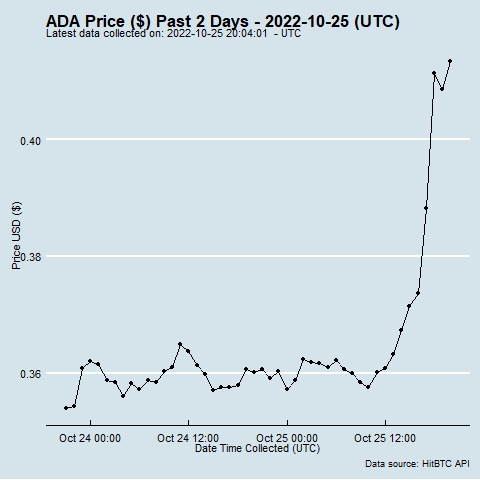 ADA Price ($) Past 2 Days - 2022-10-25 (UTC)
Latest data collected on: 2022-10-25 20:04:01 - UTC
Price USD ($)
0.40
0.38
0.36
Oct 24 00:00 Oct 24 12:00 Oct 25 00:00 Oct 25 12:00
Date Time Collected (UTC)
Data source: HitBTC API